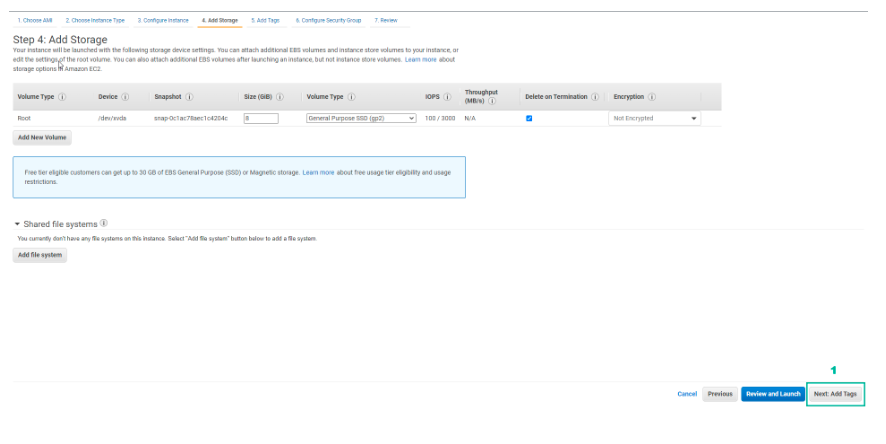 1. Choose AMI 2. Choose Instance Type 3. Configure Instance 4. Add Storage 5. Add Tags 6. Configure Security Group 7. Review
Step 4: Add Storage
Your instance will be launched with the following storage device settings. You can attach additional EBS volumes and instance store volumes to your instance, or
edit the settings of the root volume. You can also attach additional EBS volumes after launching an instance, but not instance store volumes. Learn more about
storage options in Amazon EC2.
Volume Type Device Snapshot Size (GiB) Volume Type IOPS Throughput (MB/s) Delete on Termination Encryption
Root /dev/xvda snap-0c1ac78aec1c4204c 8 General Purpose SSD (gp2) 100 / 3000 N/A Not Encrypted
Add New Volume
Free tier eligible customers can get up to 30 GB of EBS General Purpose (SSD) or Magnetic storage. Learn more about free usage tier eligibility and usage
restrictions.
Shared file systems
You currently don't have any file systems on this instance. Select "Add file system" button below to add a file system
Add file system
1
Cancel Previous Review and Launch Next: Add Tags